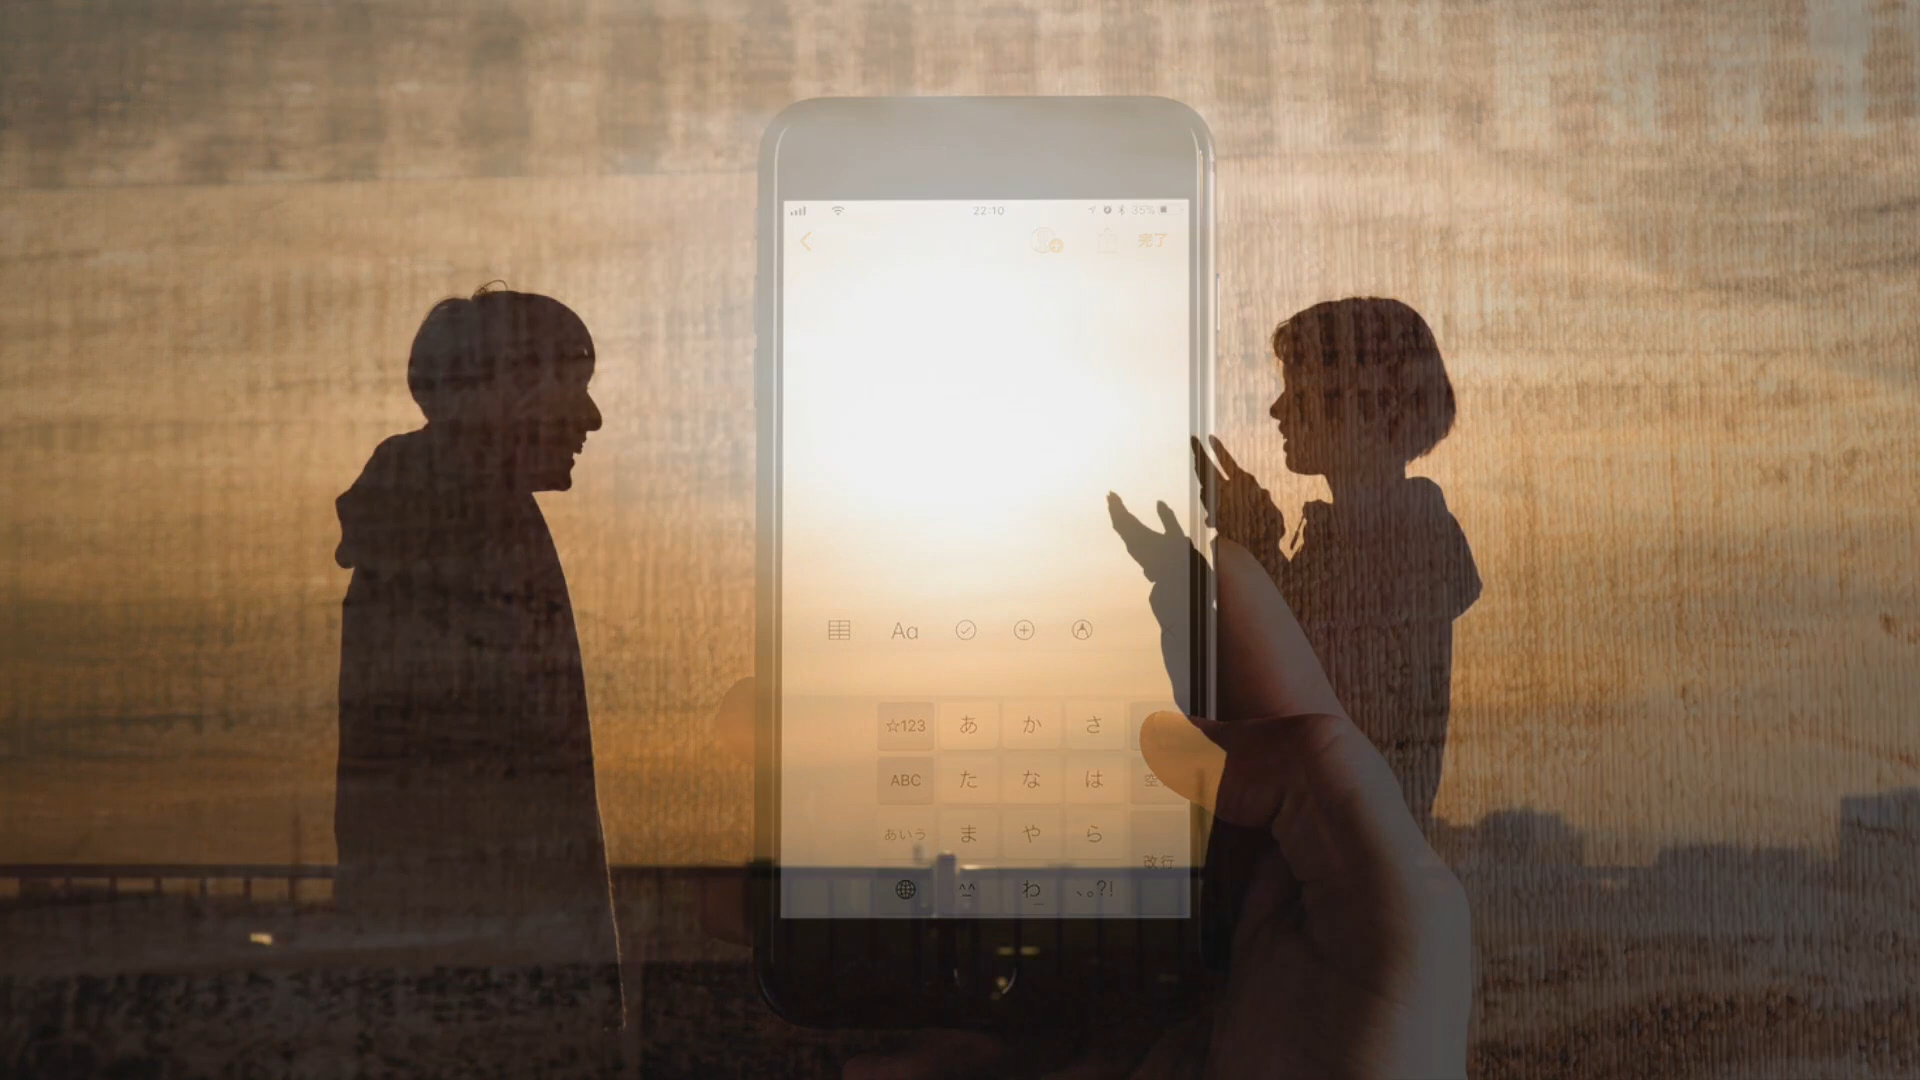 22:10 35%
完了
Aa
☆123 あ か さ
ABC た な は 空
あいう ま や ら
改行
^^ わ 、。?!